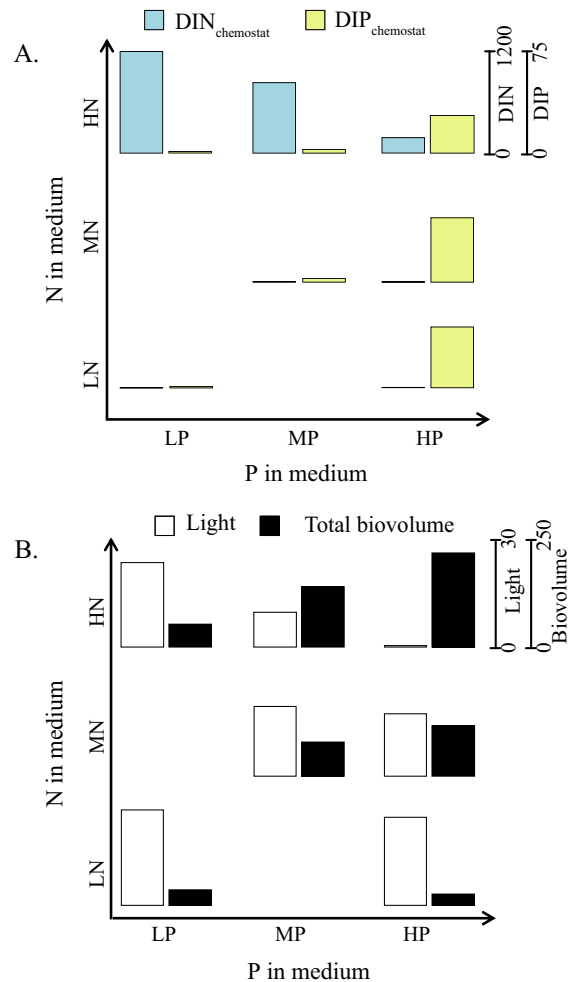 DIN chemostat DIP chemostat
A.
HN
MN
LN
N in medium
0 1200
DIN
0 75
DIP
LP MP HP
P in medium
Light Total biovolume
B.
HN
MN
LN
N in medium
0 30
Light
0 250
Biovolume
LP MP HP
P in medium